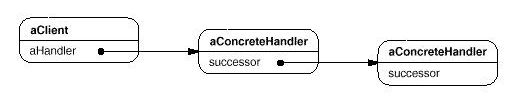 aClient
aHandler
aConcreteHandler
successor
aConcreteHandler
successor